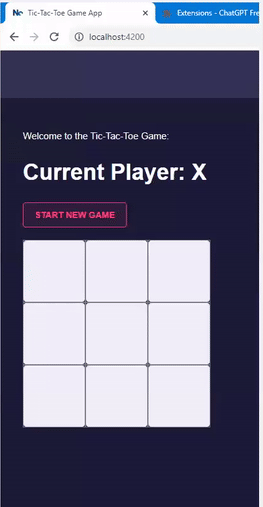 Tic-Tac-Toe Game App
Extensions - ChatGPT Fre
localhost:4200
Welcome to the Tic-Tac-Toe Game:
Current Player: X
START NEW GAME